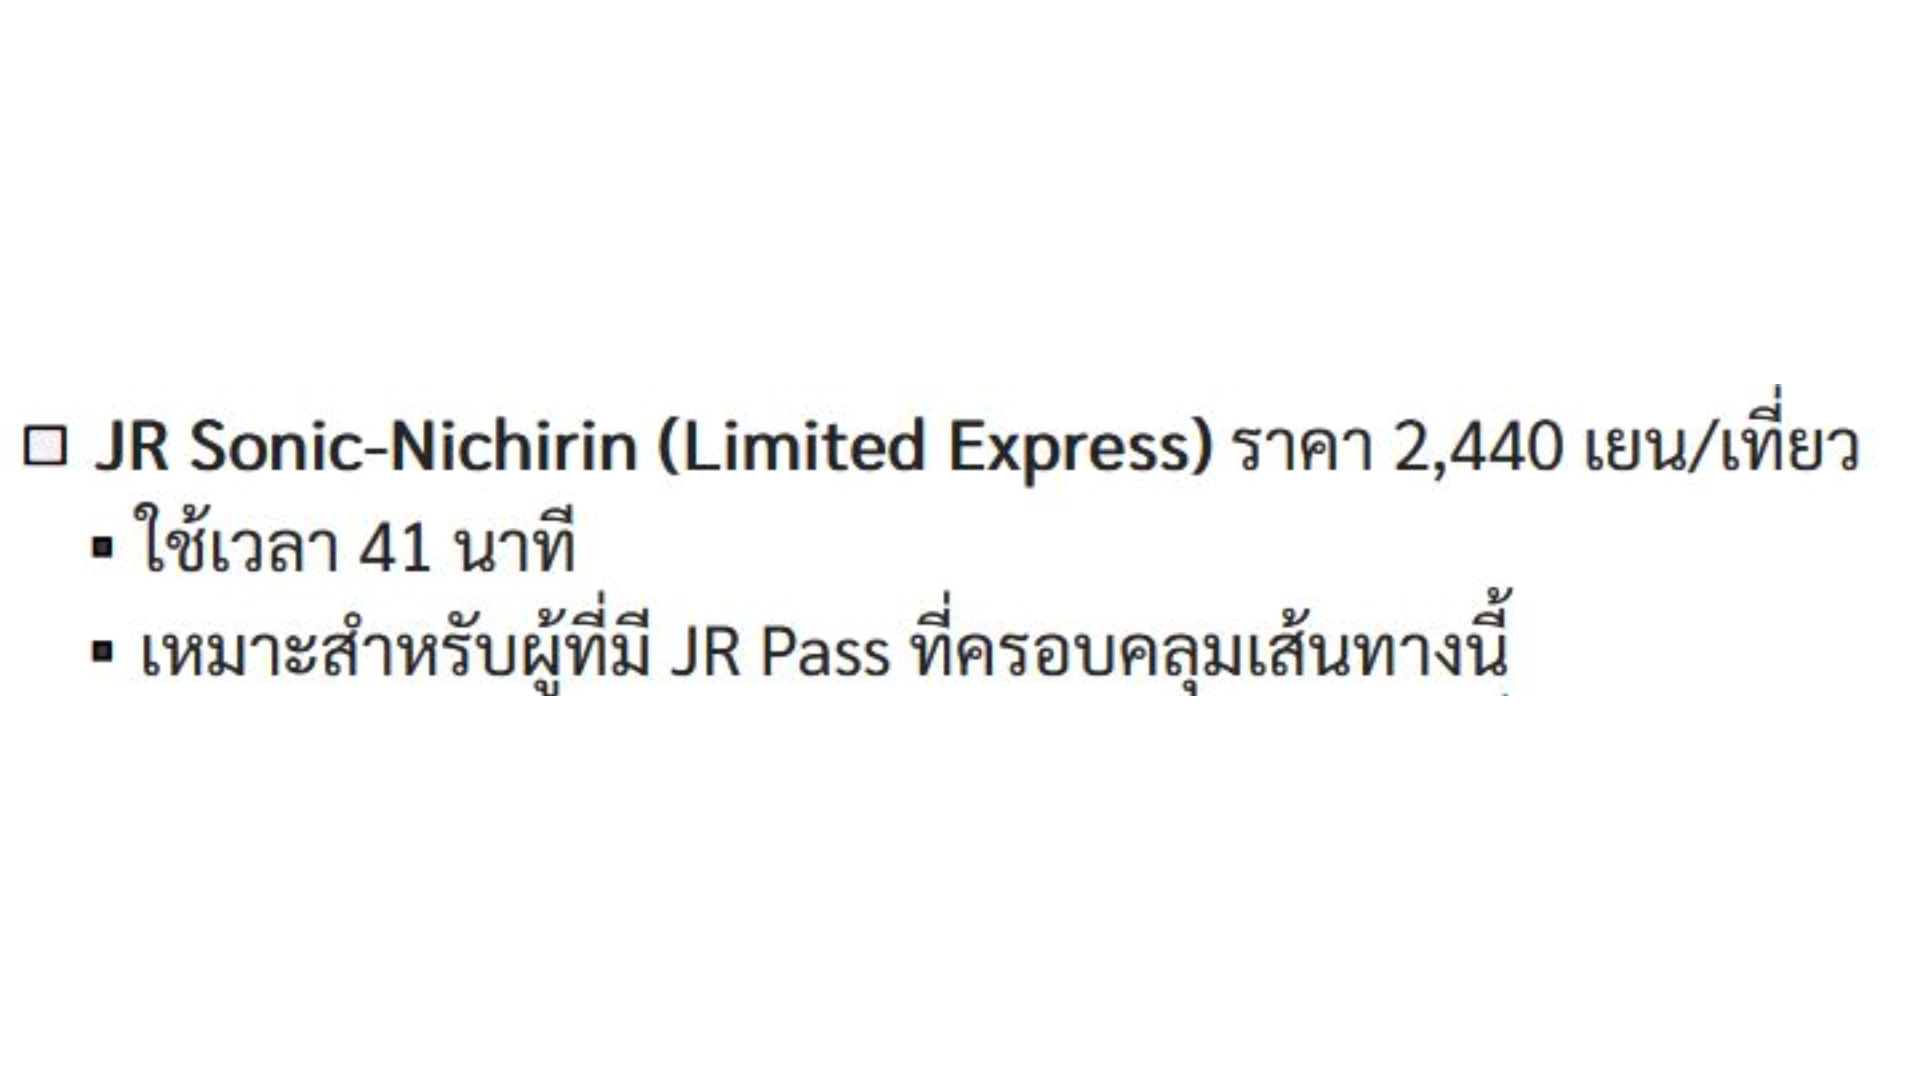 ☐ JR Sonic-Nichirin (Limited Express) ราคา 2,440 เยน/เที่ยว
▪ ใช้เวลา 41 นาที
▪ เหมาะสำหรับผู้ที่มี JR Pass ที่ครอบคลุมเส้นทางนี้